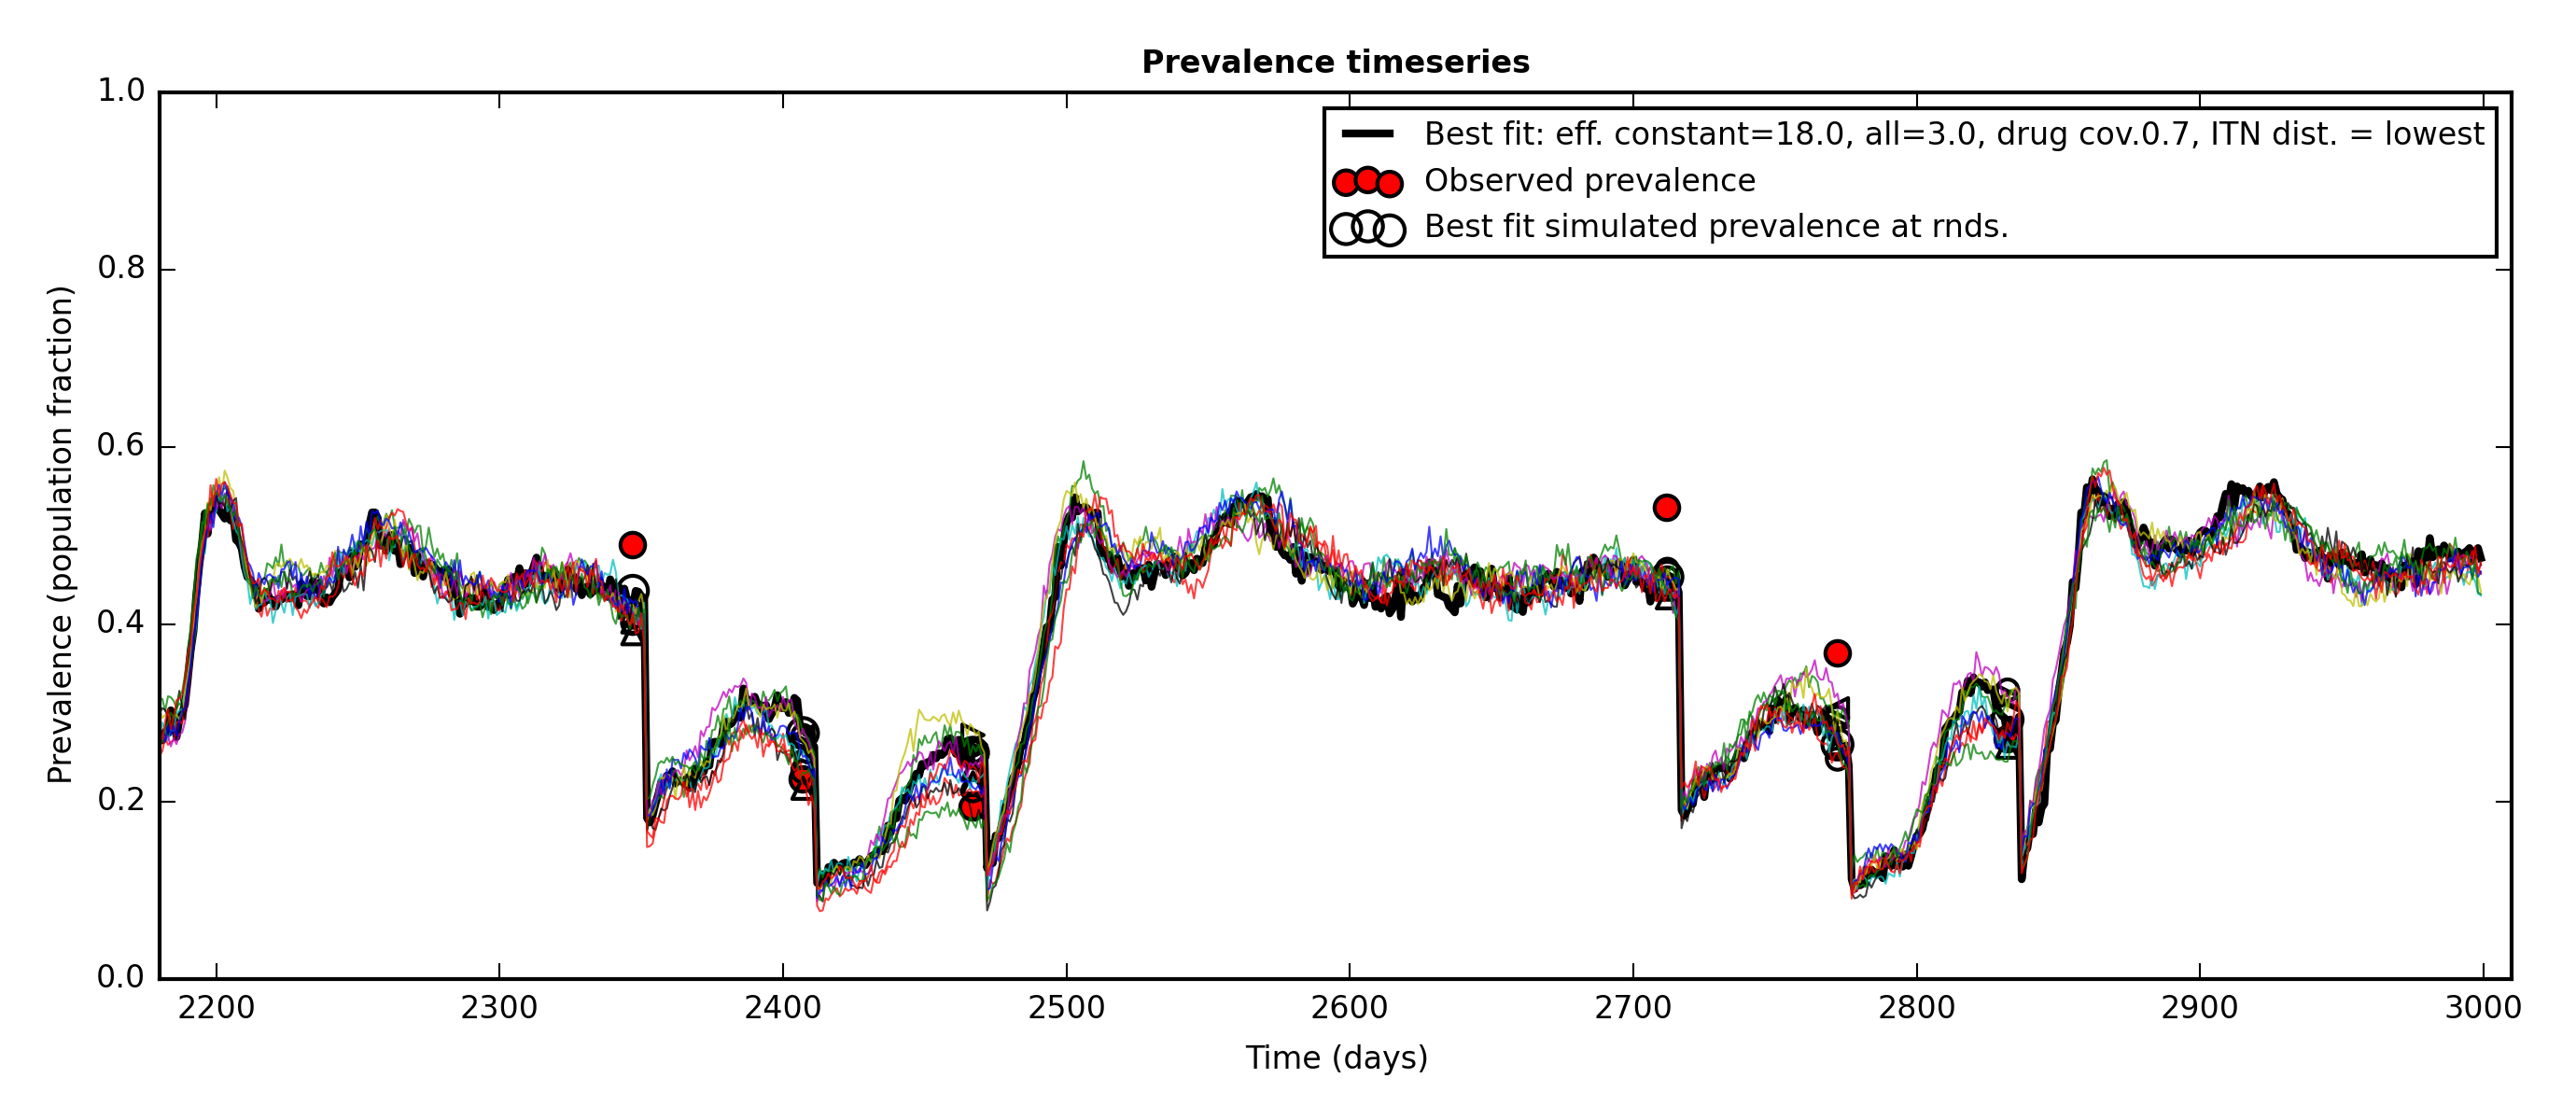 Prevalence timeseries
1.0
0.8
0.6
0.4
0.2
0.0
Prevalence (population fraction)
Best fit: eff. constant=18.0, all=3.0, drug cov.0.7, ITN dist. = lowest
Observed prevalence
Best fit simulated prevalence at rnds.
2200 2300 2400 2500 2600 2700 2800 2900 3000
Time (days)